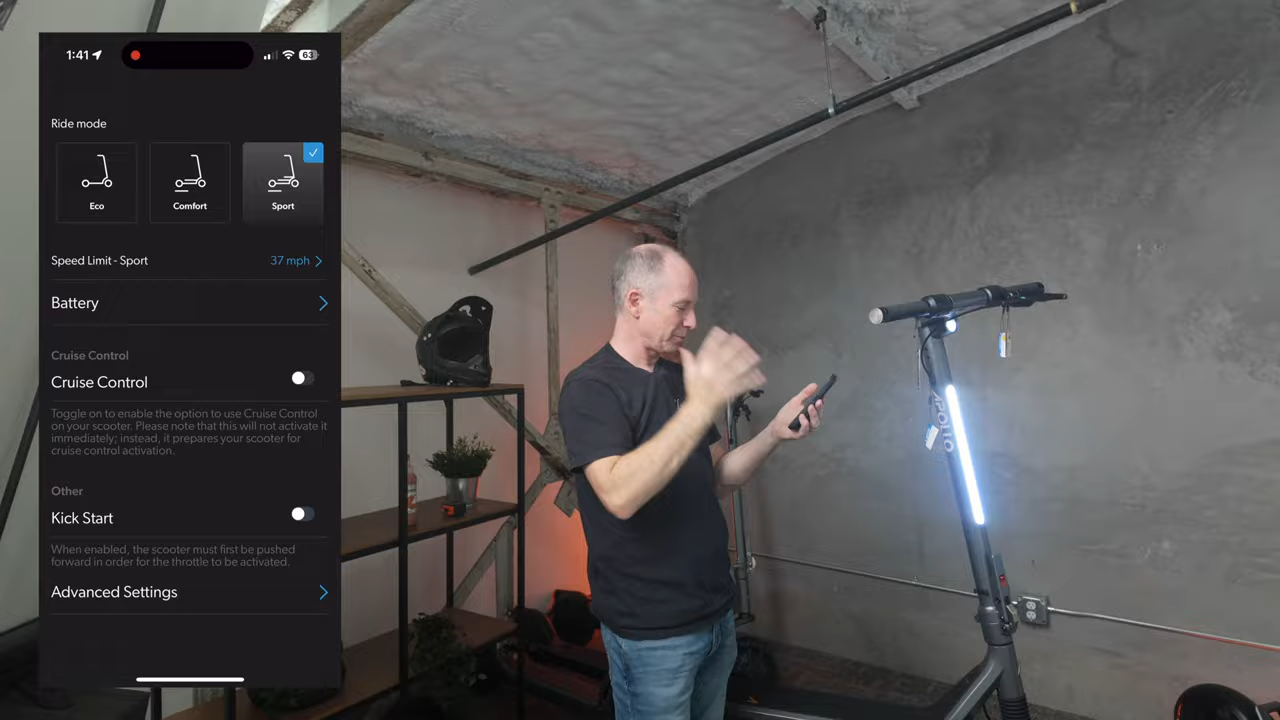 1:41
63
Ride mode
Eco
Comfort
Sport
Speed Limit - Sport
37 mph
Battery
Cruise Control
Cruise Control
Toggle on to enable the option to use Cruise Control
on your scooter. Please note that this will not activate it
immediately; instead, it prepares your scooter for
cruise control activation.
Other
Kick Start
When enabled, the scooter must first be pushed
forward in order for the throttle to be activated.
Advanced Settings
APOLLO